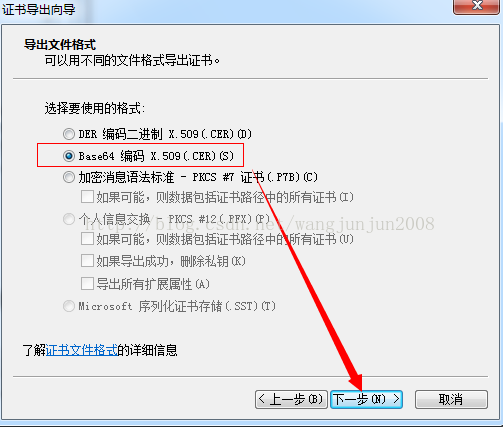 证书导出向导
导出文件格式
可以用不同的文件格式导出证书。
选择要使用的格式:
DER 编码二进制 X.509(.CER)(D)
Base64 编码 X.509(.CER)(S)
加密消息语法标准 - PKCS #7 证书(.P7B)(C)
如果可能，则数据包括证书路径中的所有证书(I)
个人信息交换 - PKCS #12(.PFX)(P)
http://blog.csdn.net/wangjunjun2008
如果可能，则数据包括证书路径中的所有证书(U)
如果导出成功，删除私钥(K)
导出所有扩展属性(A)
Microsoft 序列化证书存储(.SST)(T)
了解证书文件格式的详细信息
< 上一步(B)
下一步(N) >
取消